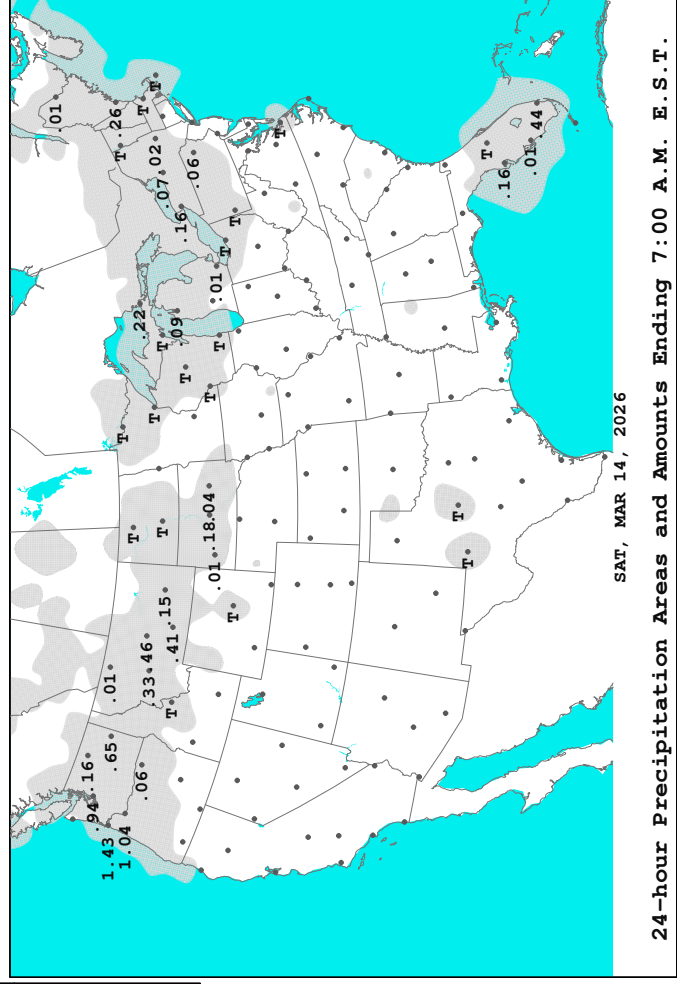 .01
.16
.94
1.43
.01
.65
.26
T
T
1.04
T
.22
.06
T
.33
.46
T
.02
T
T
T
.07
.15
T
.41
.09
.16
T
.06
.18
.04
T
.01
.01
T
T
T
T
T
T
T
T
.16
.01
.44
SAT, MAR 14, 2026
24-hour Precipitation Areas and Amounts Ending 7:00 A.M. E.S.T.